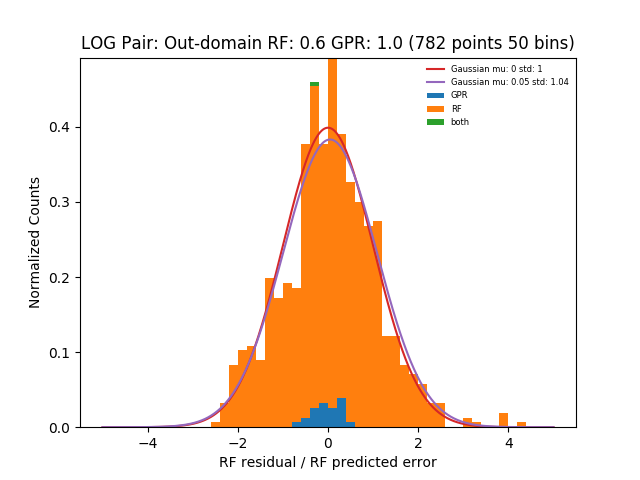 LOG Pair: Out-domain RF: 0.6 GPR: 1.0 (782 points 50 bins)
Gaussian mu: 0 std: 1
Gaussian mu: 0.05 std: 1.04
GPR
RF
both
Normalized Counts
0.4
0.3
0.2
0.1
0.0
−4 −2 0 2 4
RF residual / RF predicted error